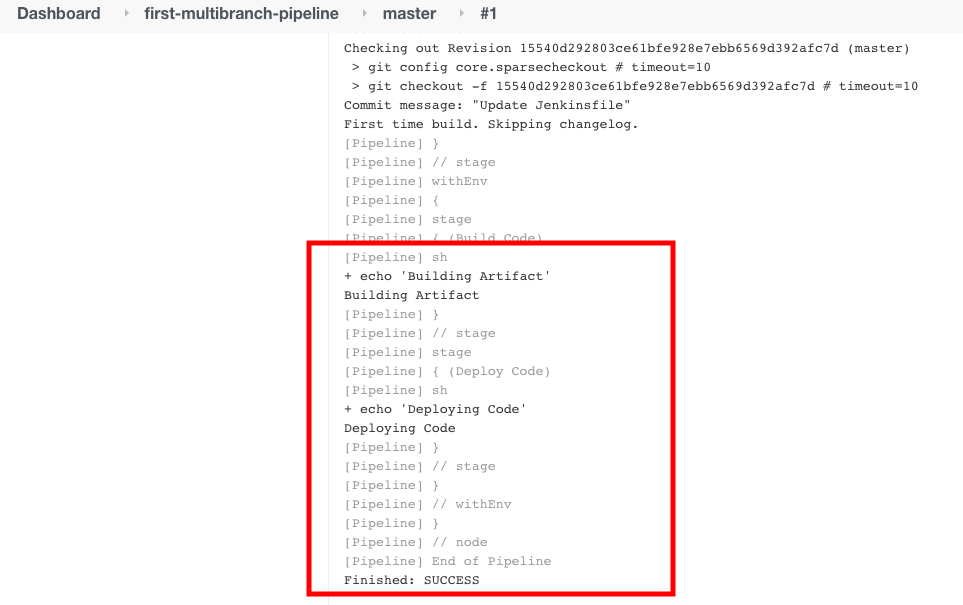 Dashboard first-multibranch-pipeline master #1
Checking out Revision 15540d292803ce61bfe928e7ebb6569d392afc7d (master)
> git config core.sparsecheckout # timeout=10
> git checkout -f 15540d292803ce61bfe928e7ebb6569d392afc7d # timeout=10
Commit message: "Update Jenkinsfile"
First time build. Skipping changelog.
[Pipeline] }
[Pipeline] // stage
[Pipeline] withEnv
[Pipeline] {
[Pipeline] stage
[Pipeline] { (Build Code)
[Pipeline] sh
+ echo 'Building Artifact'
Building Artifact
[Pipeline] }
[Pipeline] // stage
[Pipeline] stage
[Pipeline] { (Deploy Code)
[Pipeline] sh
+ echo 'Deploying Code'
Deploying Code
[Pipeline] }
[Pipeline] // stage
[Pipeline] }
[Pipeline] // withEnv
[Pipeline] }
[Pipeline] // node
[Pipeline] End of Pipeline
Finished: SUCCESS